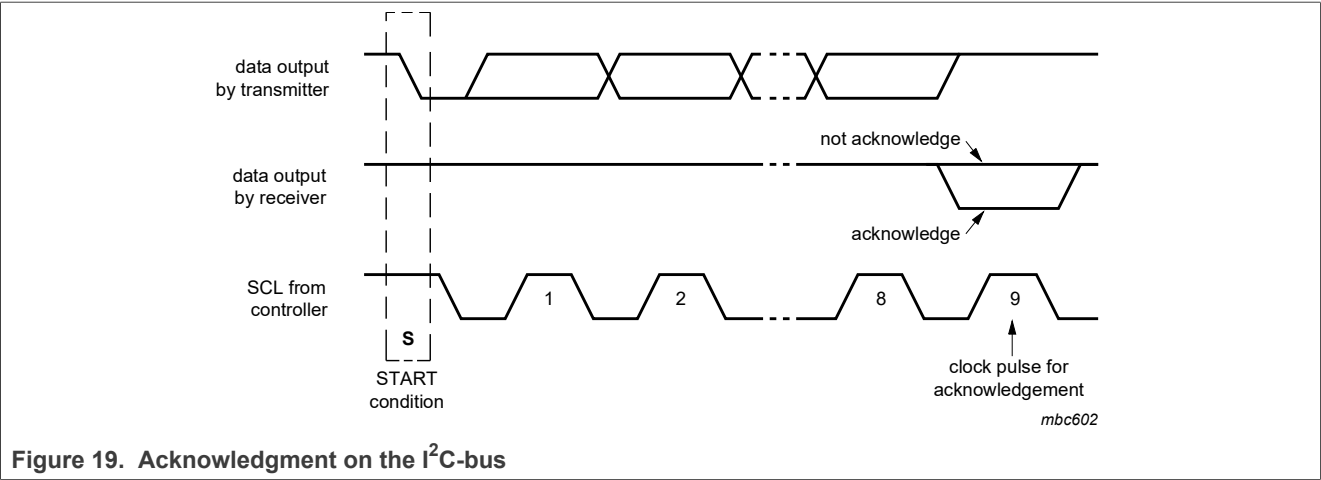 data output
by transmitter
not acknowledge
data output
by receiver
acknowledge
SCL from
controller
1
2
8
9
S
START
condition
clock pulse for
acknowledgement
mbc602
Figure 19. Acknowledgment on the I²C-bus